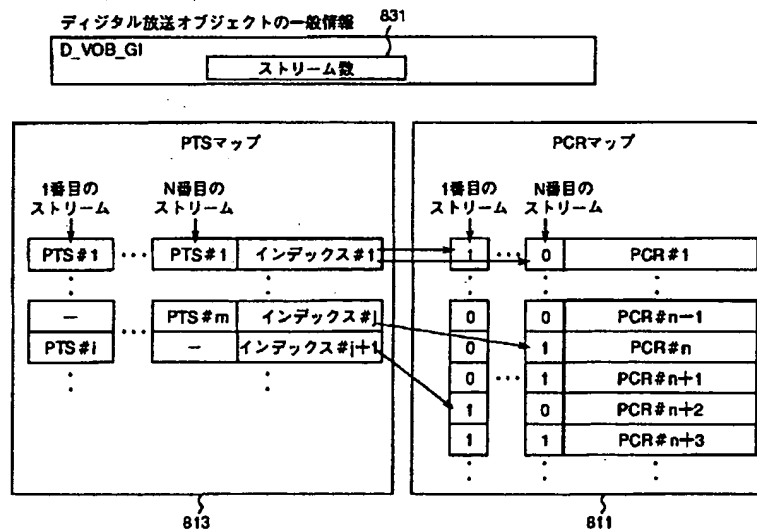 ディジタル放送オブジェクトの一般情報 831
D_VOB_GI
ストリーム数
PTSマップ
1番目の N番目の
ストリーム ストリーム
PTS#1 ・・・ PTS#1 インデックス#1
— PTS#m インデックス#j
PTS#i ・・・ — インデックス#j+1
813
PCRマップ
1番目の N番目の
ストリーム ストリーム
1 ・・・ 0 PCR#1
0 0 PCR#n-1
0 1 PCR#n
0 ・・・ 1 PCR#n+1
1 0 PCR#n+2
1 1 PCR#n+3
811